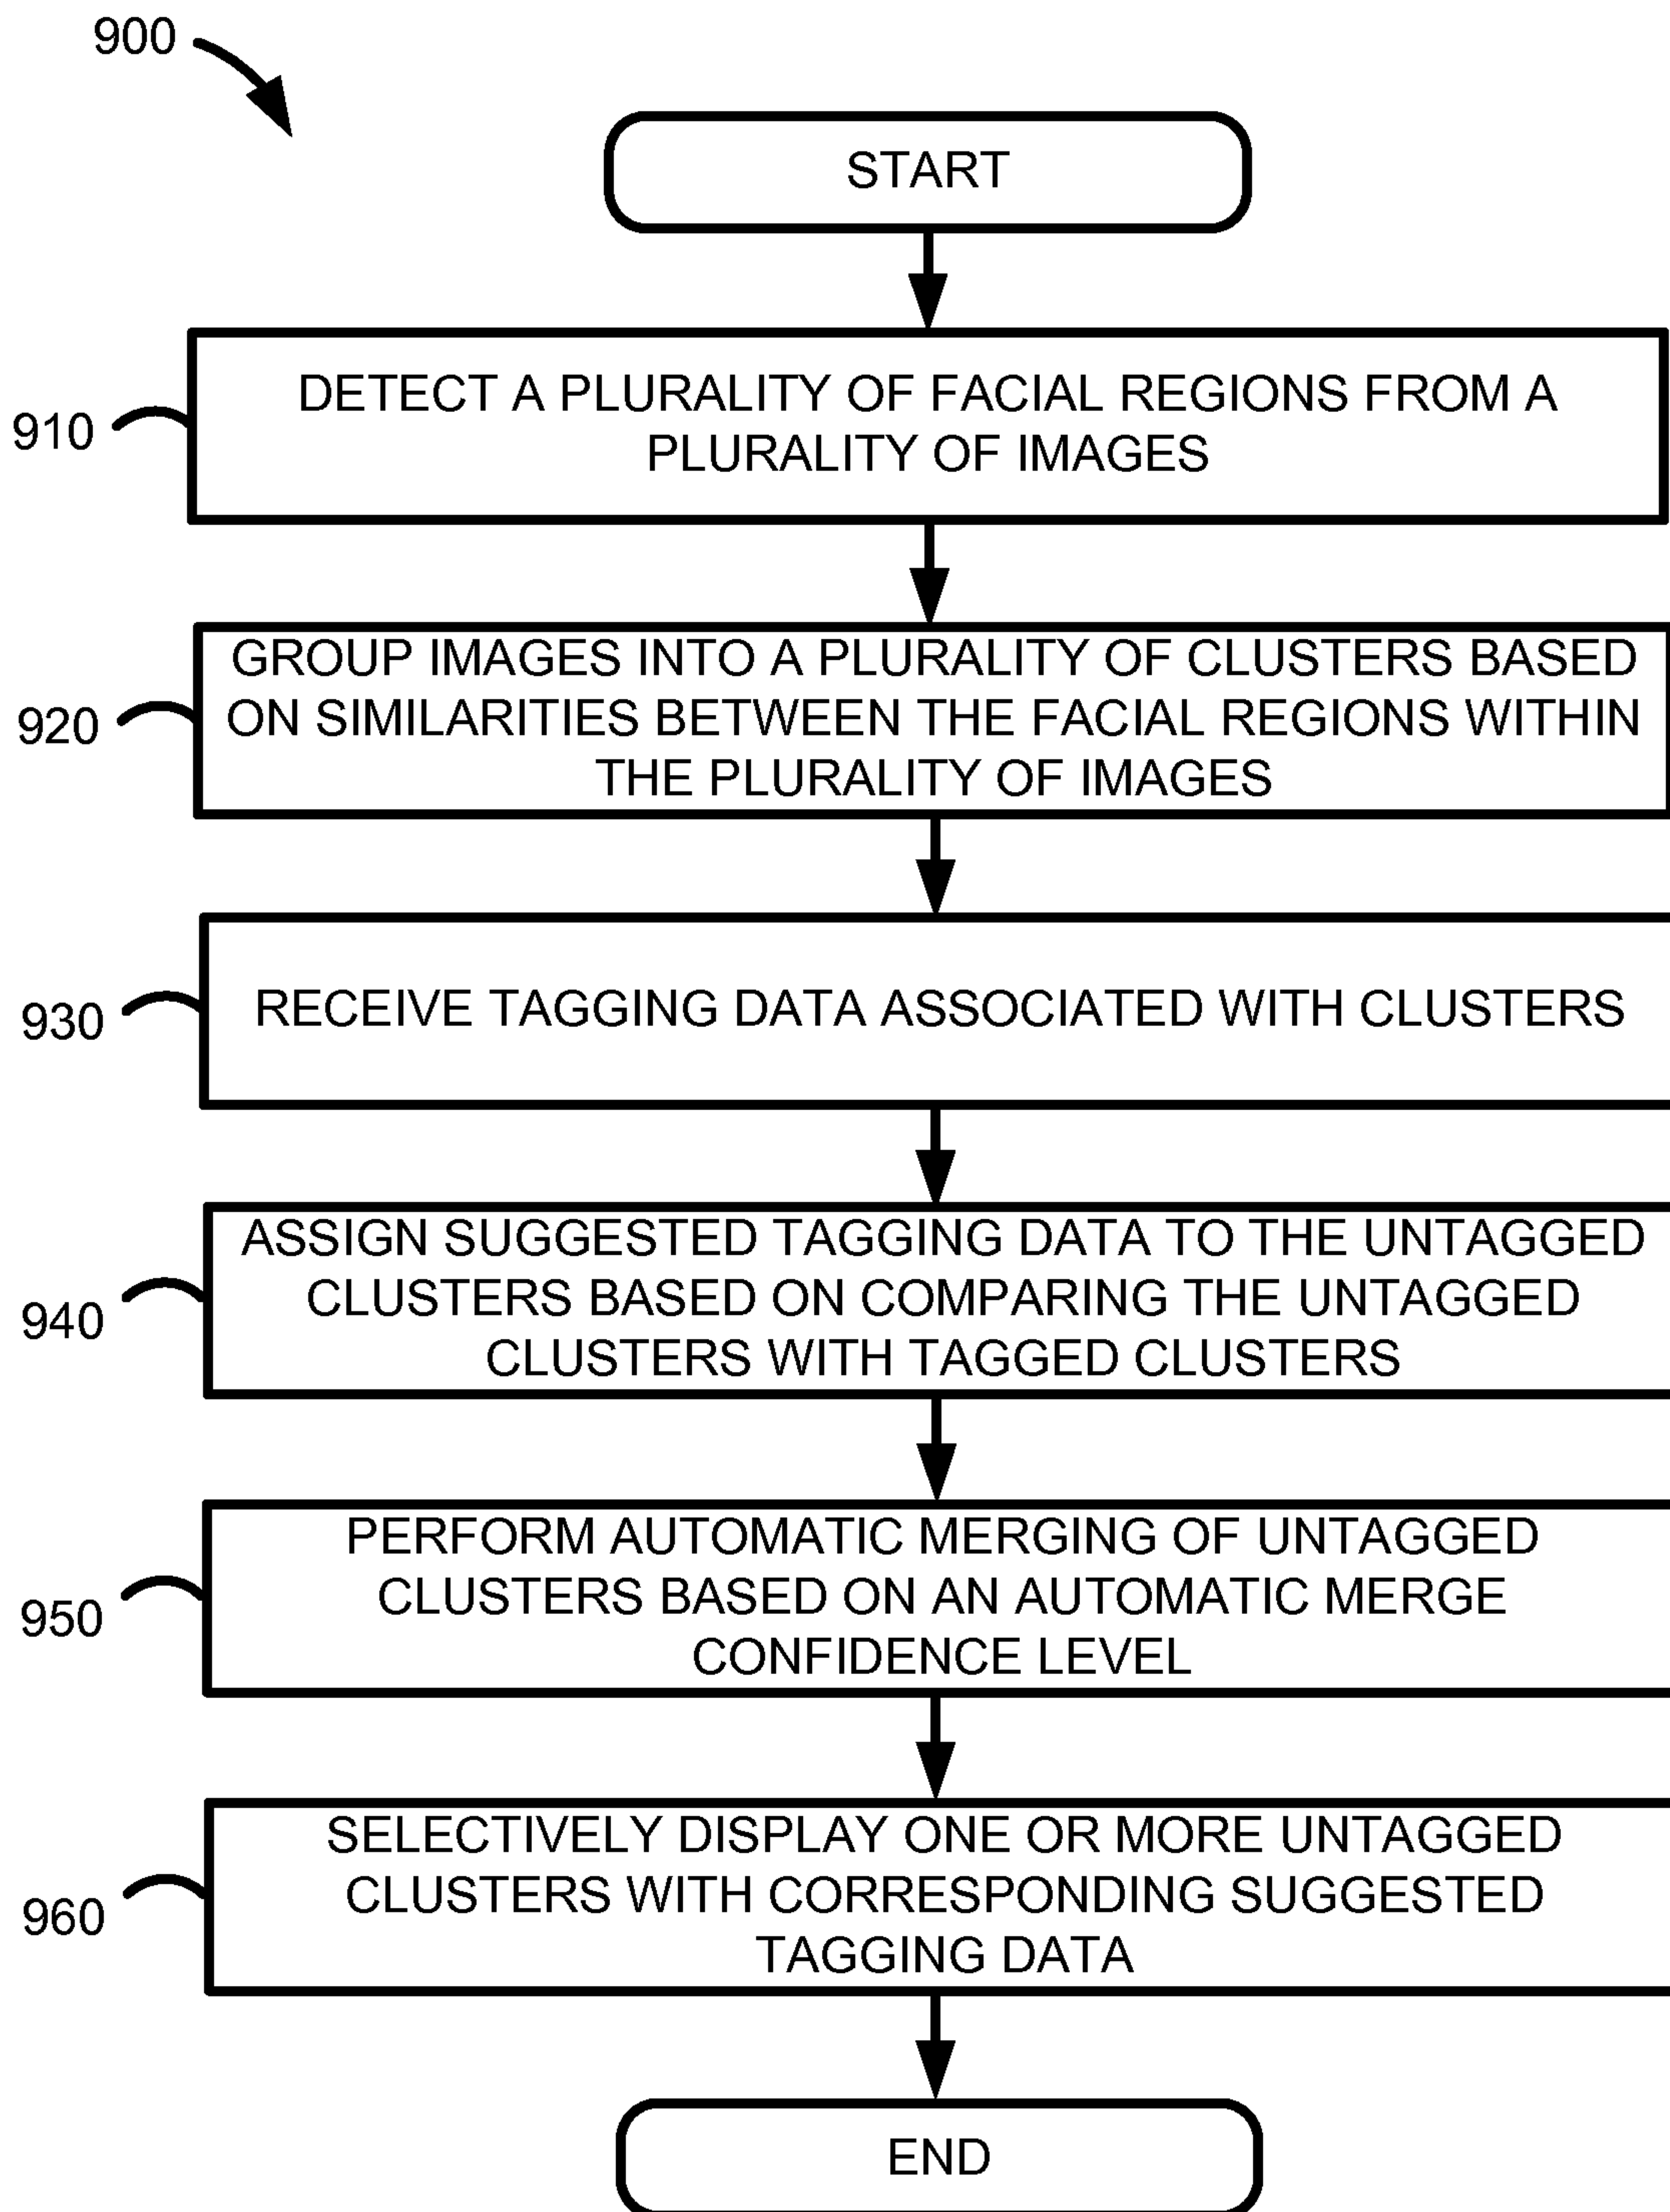 900
START
910
DETECT A PLURALITY OF FACIAL REGIONS FROM A
PLURALITY OF IMAGES
920
GROUP IMAGES INTO A PLURALITY OF CLUSTERS BASED
ON SIMILARITIES BETWEEN THE FACIAL REGIONS WITHIN
THE PLURALITY OF IMAGES
930
RECEIVE TAGGING DATA ASSOCIATED WITH CLUSTERS
940
ASSIGN SUGGESTED TAGGING DATA TO THE UNTAGGED
CLUSTERS BASED ON COMPARING THE UNTAGGED
CLUSTERS WITH TAGGED CLUSTERS
950
PERFORM AUTOMATIC MERGING OF UNTAGGED
CLUSTERS BASED ON AN AUTOMATIC MERGE
CONFIDENCE LEVEL
960
SELECTIVELY DISPLAY ONE OR MORE UNTAGGED
CLUSTERS WITH CORRESPONDING SUGGESTED
TAGGING DATA
END